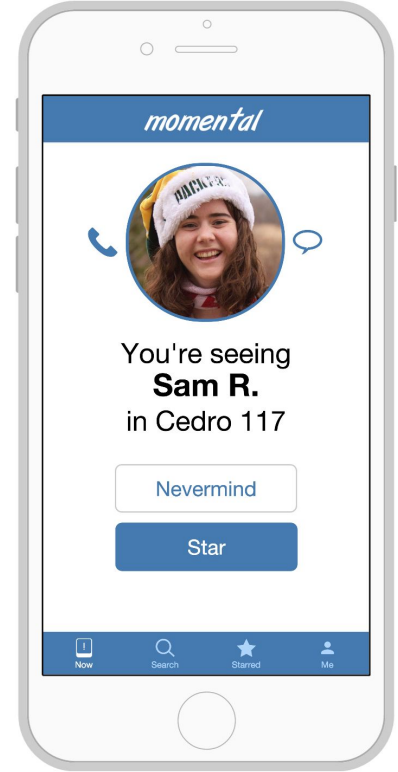 momental
You're seeing
Sam R.
in Cedro 117
Nevermind
Star
Now Search Starred Me